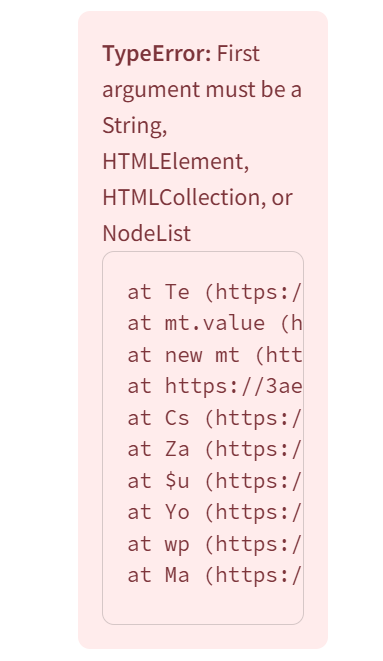 TypeError: First
argument must be a
String,
HTMLElement,
HTMLCollection, or
NodeList
at Te (https:/
at mt.value (h
at new mt (htt
at https://3ae
at Cs (https:/
at Za (https:/
at $u (https:/
at Yo (https:/
at wp (https:/
at Ma (https:/